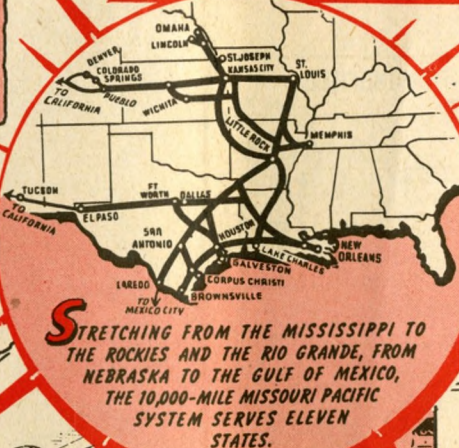 OMAHA
LINCOLN
DENVER
COLORADO
SPRINGS
ST.JOSEPH
KANSAS CITY
ST.
LOUIS
TO
CALIFORNIA
PUEBLO
WICHITA
LITTLE ROCK
MEMPHIS
TUCSON
TO
CALIFORNIA
EL PASO
FT
WORTH
DALLAS
SAN
ANTONIO
HOUSTON
NEW
ORLEANS
LAKE CHARLES
GALVESTON
LAREDO
CORPUS CHRISTI
BROWNSVILLE
TO
MEXICO CITY
STRETCHING FROM THE MISSISSIPPI TO
THE ROCKIES AND THE RIO GRANDE, FROM
NEBRASKA TO THE GULF OF MEXICO,
THE 10,000-MILE MISSOURI PACIFIC
SYSTEM SERVES ELEVEN
STATES.